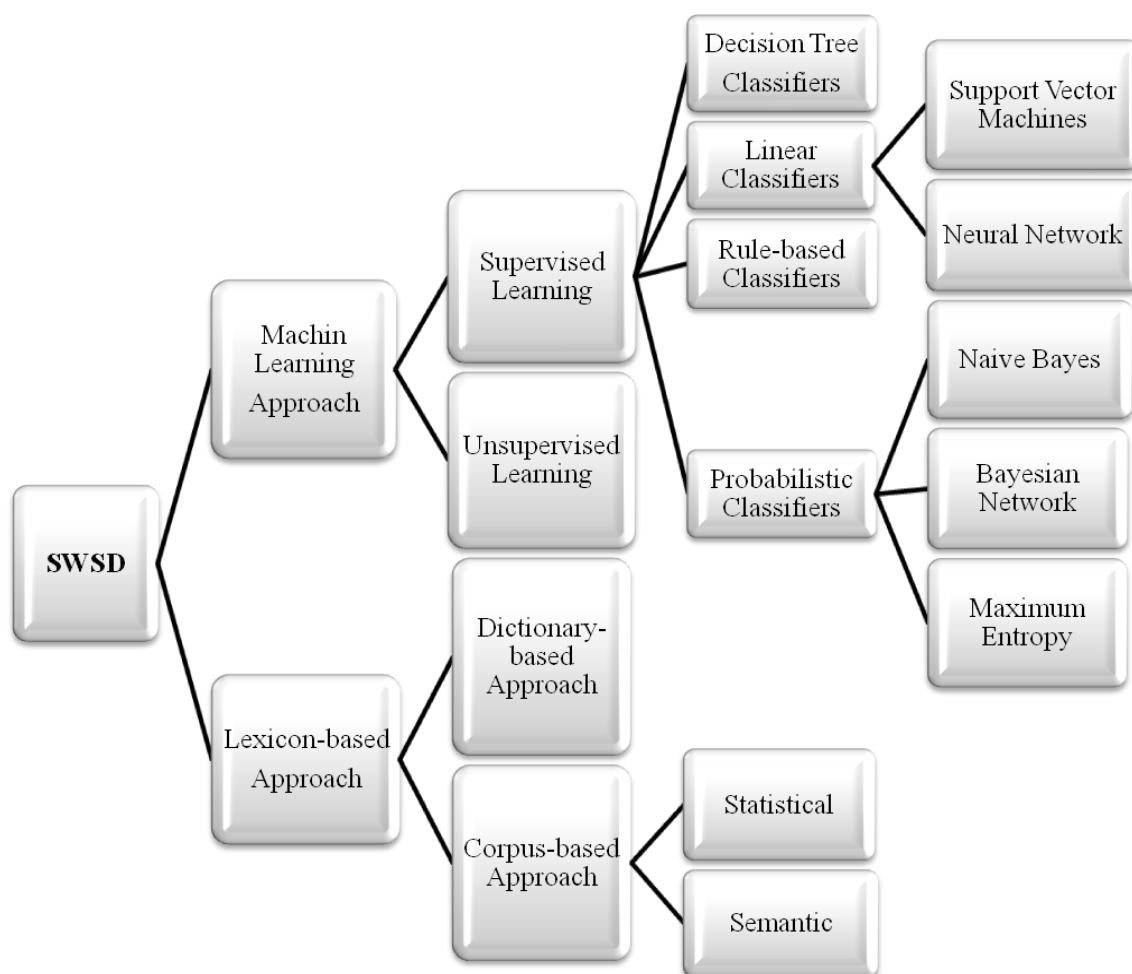 SWSD
Machin
Learning
Approach
Lexicon-based
Approach
Supervised
Learning
Unsupervised
Learning
Dictionary-
based
Approach
Corpus-based
Approach
Decision Tree
Classifiers
Linear
Classifiers
Rule-based
Classifiers
Probabilistic
Classifiers
Statistical
Semantic
Support Vector
Machines
Neural Network
Naive Bayes
Bayesian
Network
Maximum
Entropy